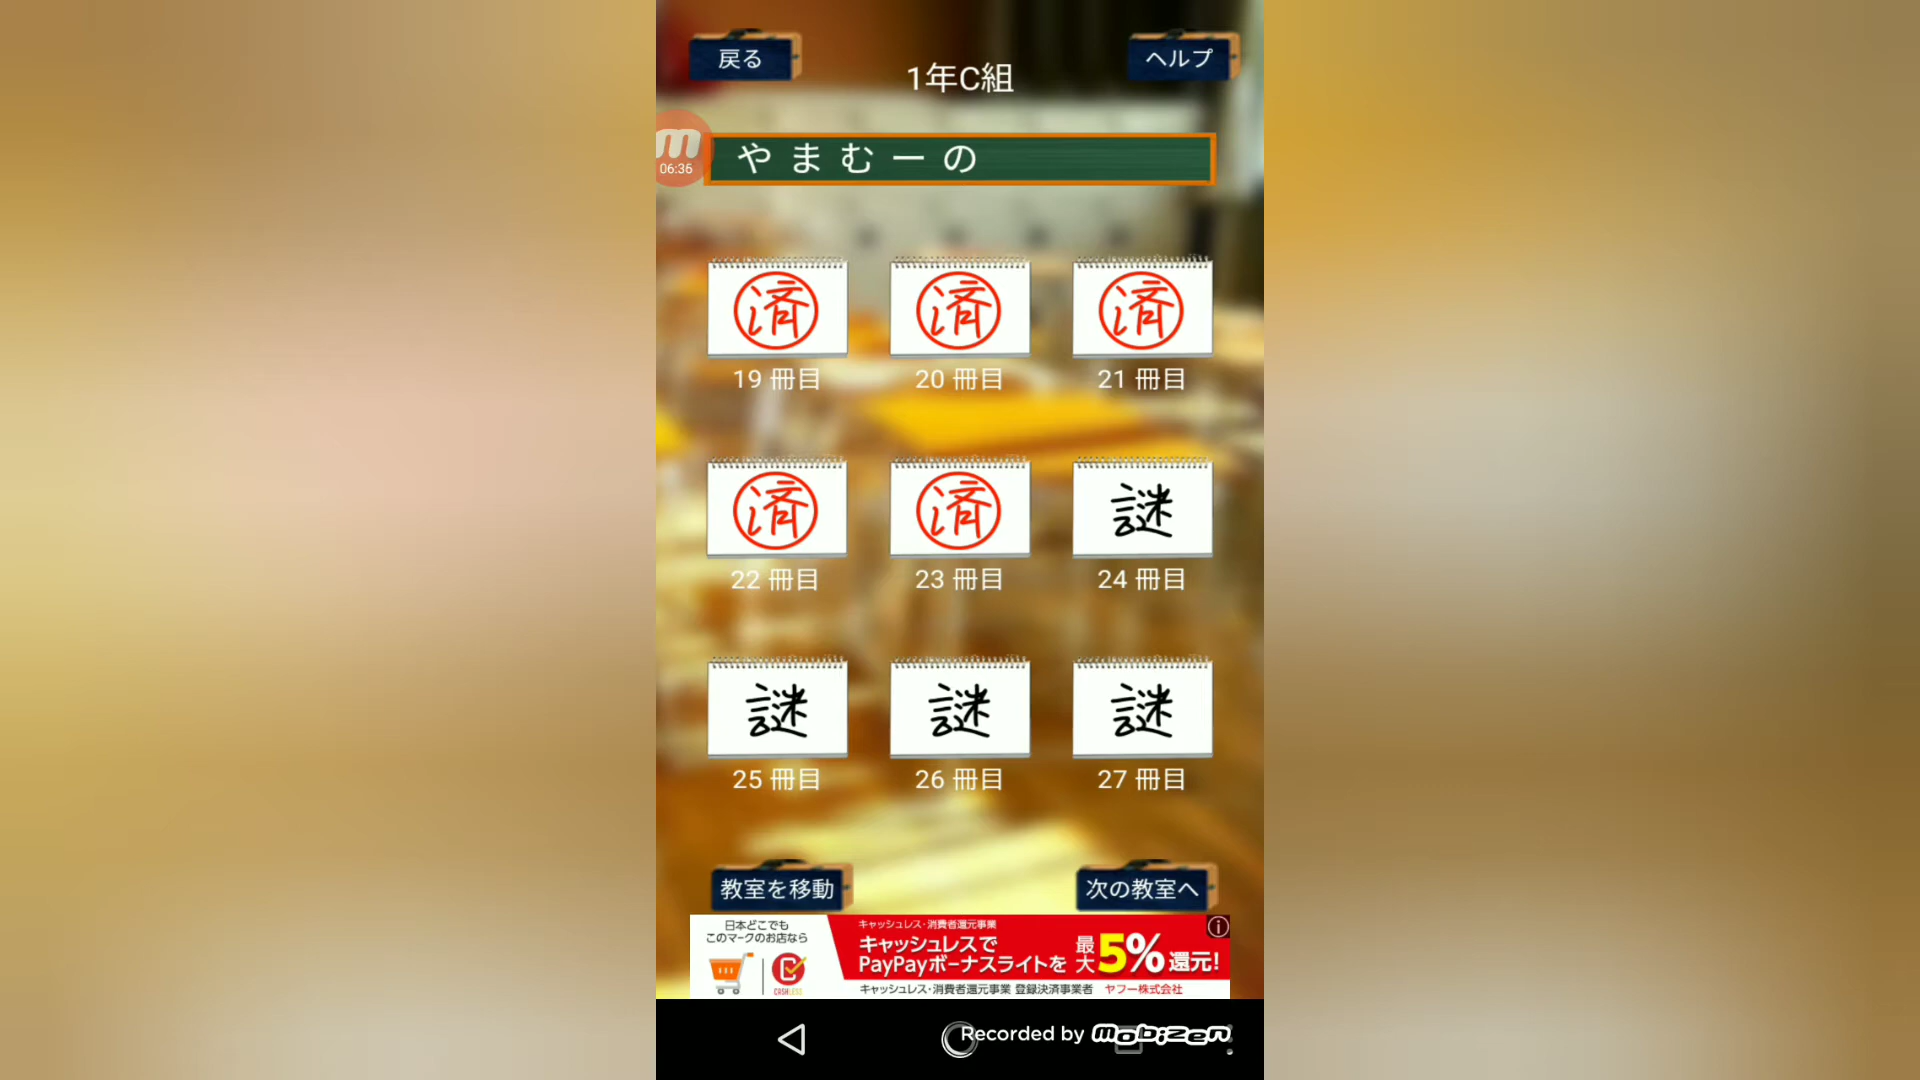 戻る
ヘルプ
1年C組
06:36
やまむーの
済
済
済
19 冊目
20 冊目
21 冊目
済
済
謎
22 冊目
23 冊目
24 冊目
謎
謎
謎
25 冊目
26 冊目
27 冊目
教室を移動
次の教室へ
日本どこでも
このマークのお店なら
CASHLESS
キャッシュレス・消費者還元事業
キャッシュレスで
PayPayボーナスライトを
最大5%還元!
キャッシュレス・消費者還元事業 登録決済事業者 ヤフー株式会社
Recorded by mobizen